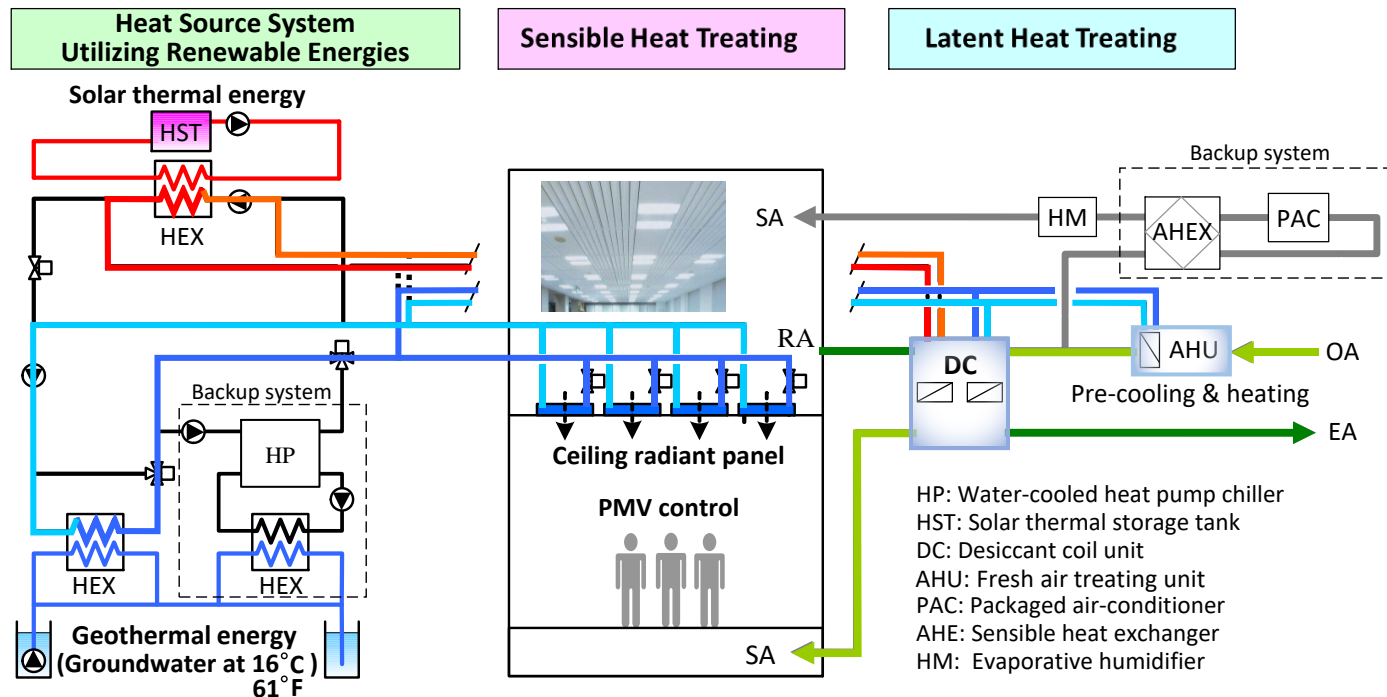 Heat Source System
Utilizing Renewable Energies
Sensible Heat Treating
Latent Heat Treating
Solar thermal energy
HST
HEX
Backup system
SA
HM
AHEX
PAC
RA
DC
AHU
OA
Pre-cooling & heating
Backup system
HP
Ceiling radiant panel
EA
PMV control
HEX
HEX
Geothermal energy
(Groundwater at 16°C )
61°F
SA
HP: Water-cooled heat pump chiller
HST: Solar thermal storage tank
DC: Desiccant coil unit
AHU: Fresh air treating unit
PAC: Packaged air-conditioner
AHE: Sensible heat exchanger
HM: Evaporative humidifier